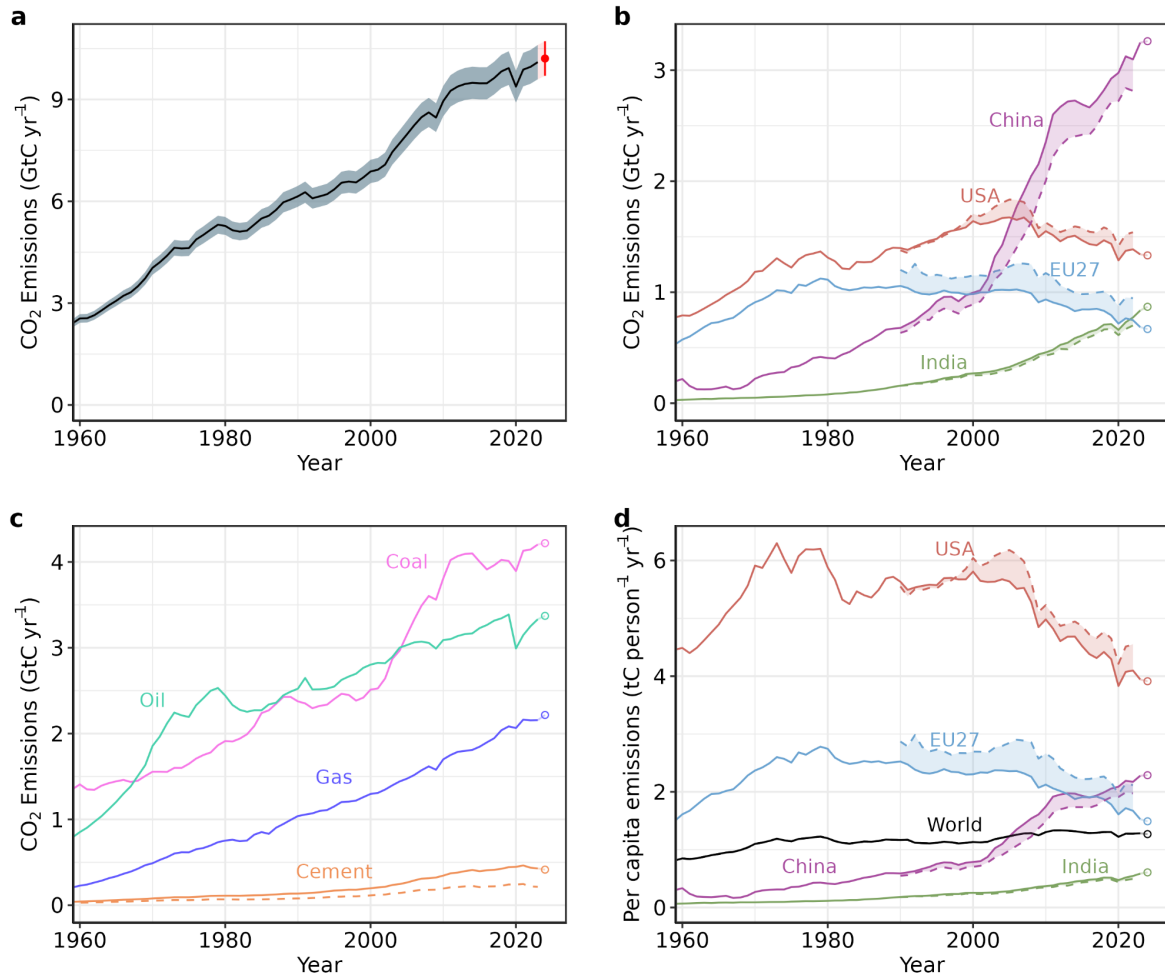 a
CO₂ Emissions (GtC yr⁻¹)
9
6
3
0
1960 1980 2000 2020
Year
b
CO₂ Emissions (GtC yr⁻¹)
3
2
1
0
China
USA
EU27
India
1960 1980 2000 2020
Year
c
CO₂ Emissions (GtC yr⁻¹)
4
3
2
1
0
Coal
Oil
Gas
Cement
1960 1980 2000 2020
Year
d
Per capita emissions (tC person⁻¹ yr⁻¹)
6
4
2
0
USA
EU27
World
China
India
1960 1980 2000 2020
Year